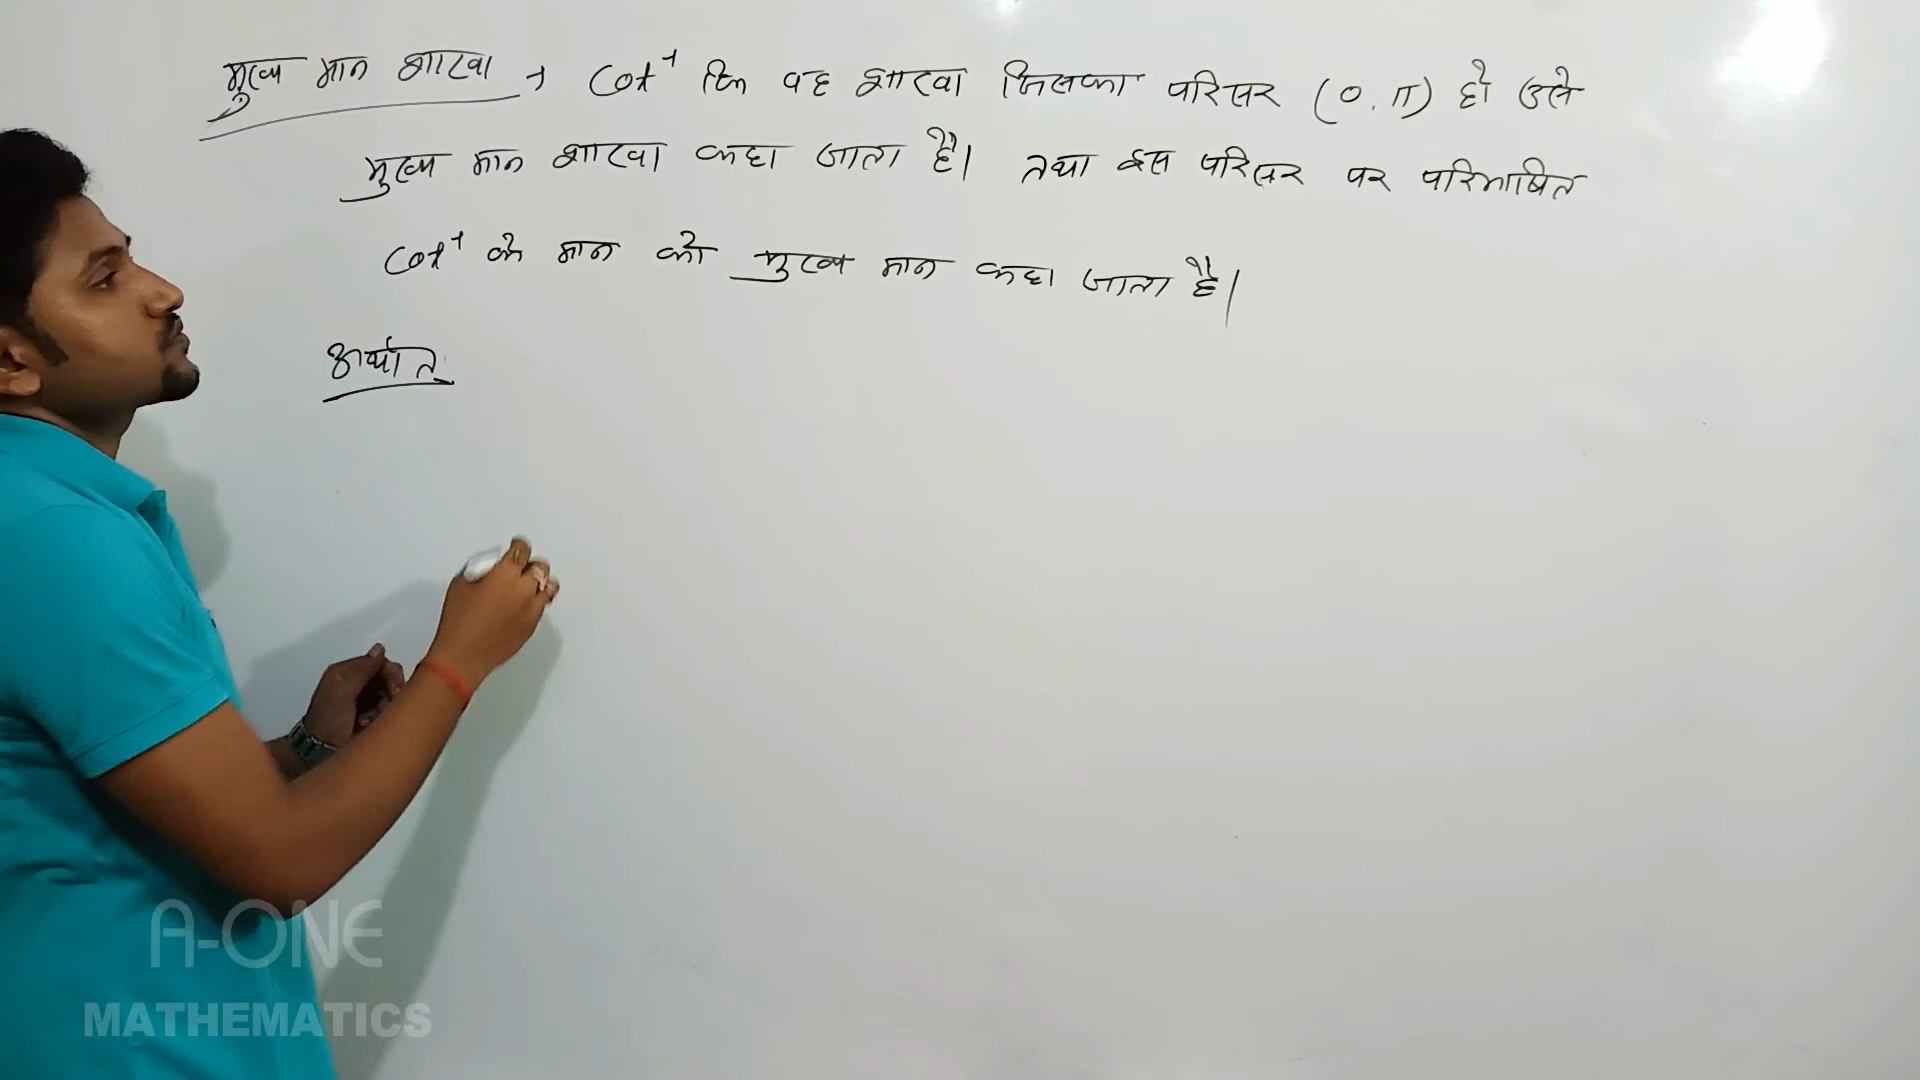 मुख्य मान शाखा → Cot⁻¹ कि वह शाखा जिसका परिसर (0, π) हो उसे
मुख्य मान शाखा कहा जाता है। तथा इस परिसर पर परिभाषित
Cot⁻¹ के मान को मुख्य मान कहा जाता है।
अर्थात्
A-ONE
MATHEMATICS